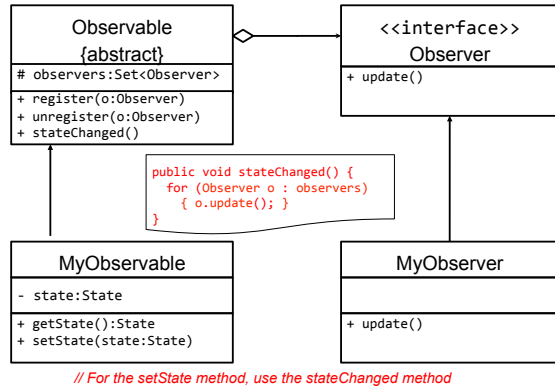 Observable
{abstract}
# observers:Set<Observer>
+ register(o:Observer)
+ unregister(o:Observer)
+ stateChanged()
<<interface>>
Observer
+ update()
public void stateChanged() {
for (Observer o : observers)
{ o.update(); }
}
MyObservable
- state:State
+ getState():State
+ setState(state:State)
MyObserver
+ update()
// For the setState method, use the stateChanged method